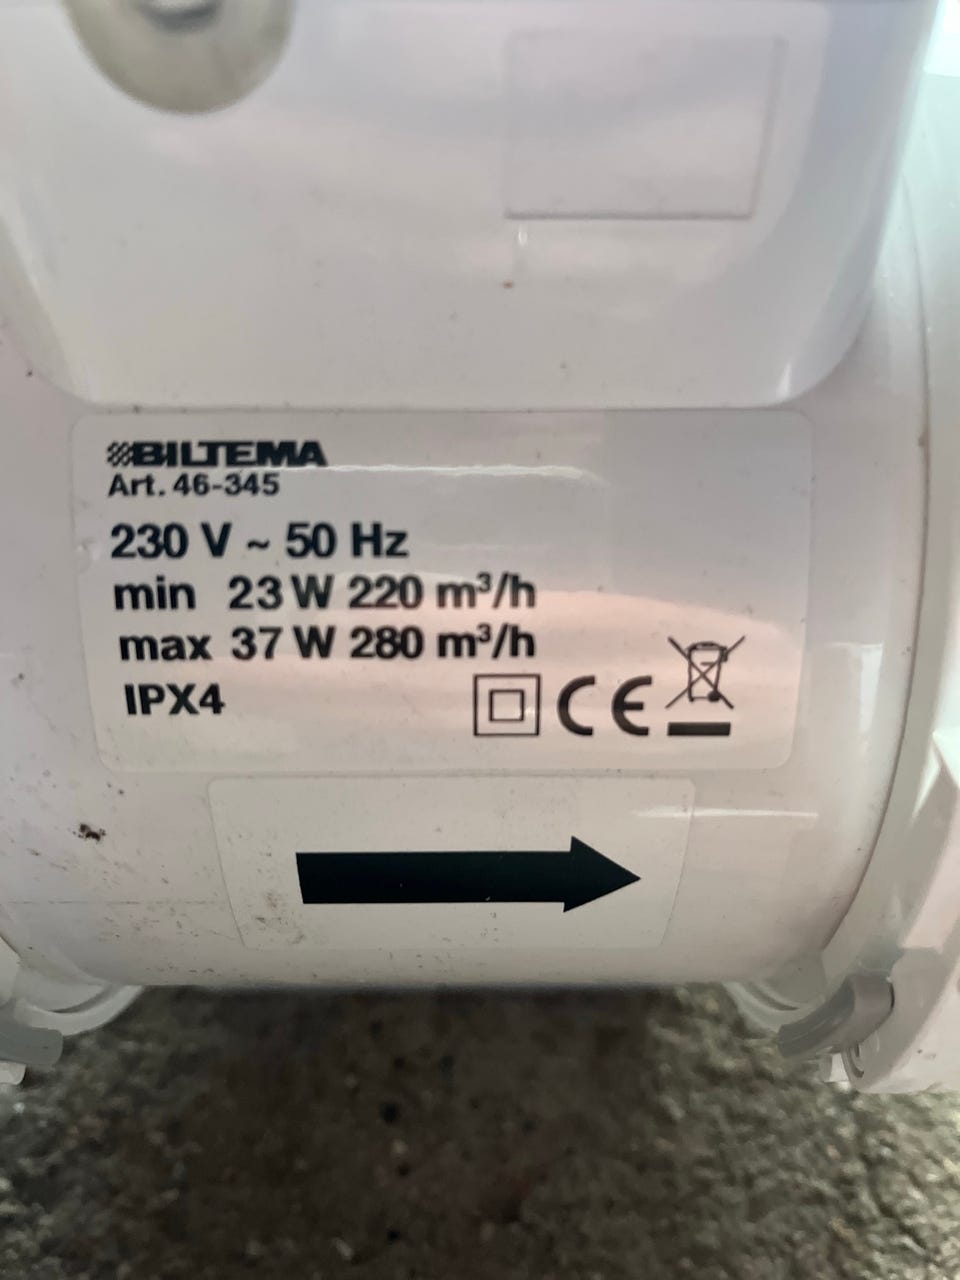 BILTEMA
Art. 46-345
230 V ~ 50 Hz
min 23 W 220 m³/h
max 37 W 280 m³/h
IPX4
CE